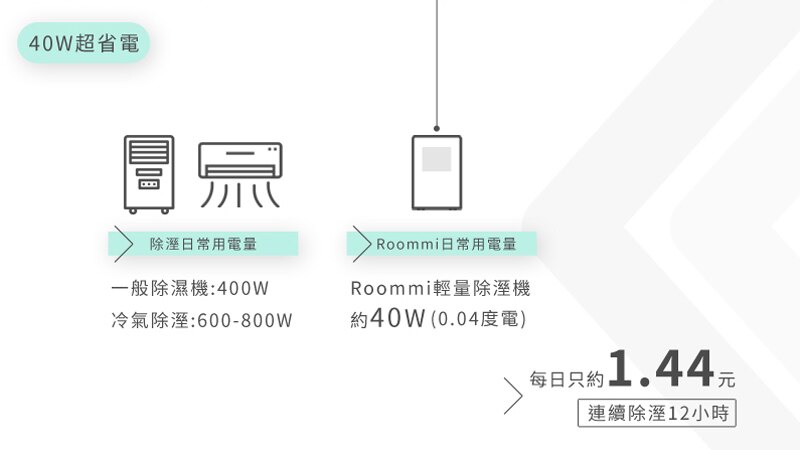 40W超省電
除溼日常用電量
一般除濕機:400W
冷氣除溼:600-800W
Roommi日常用電量
Roommi輕量除溼機
約40W(0.04度電)
每日只約1.44元
連續除溼12小時